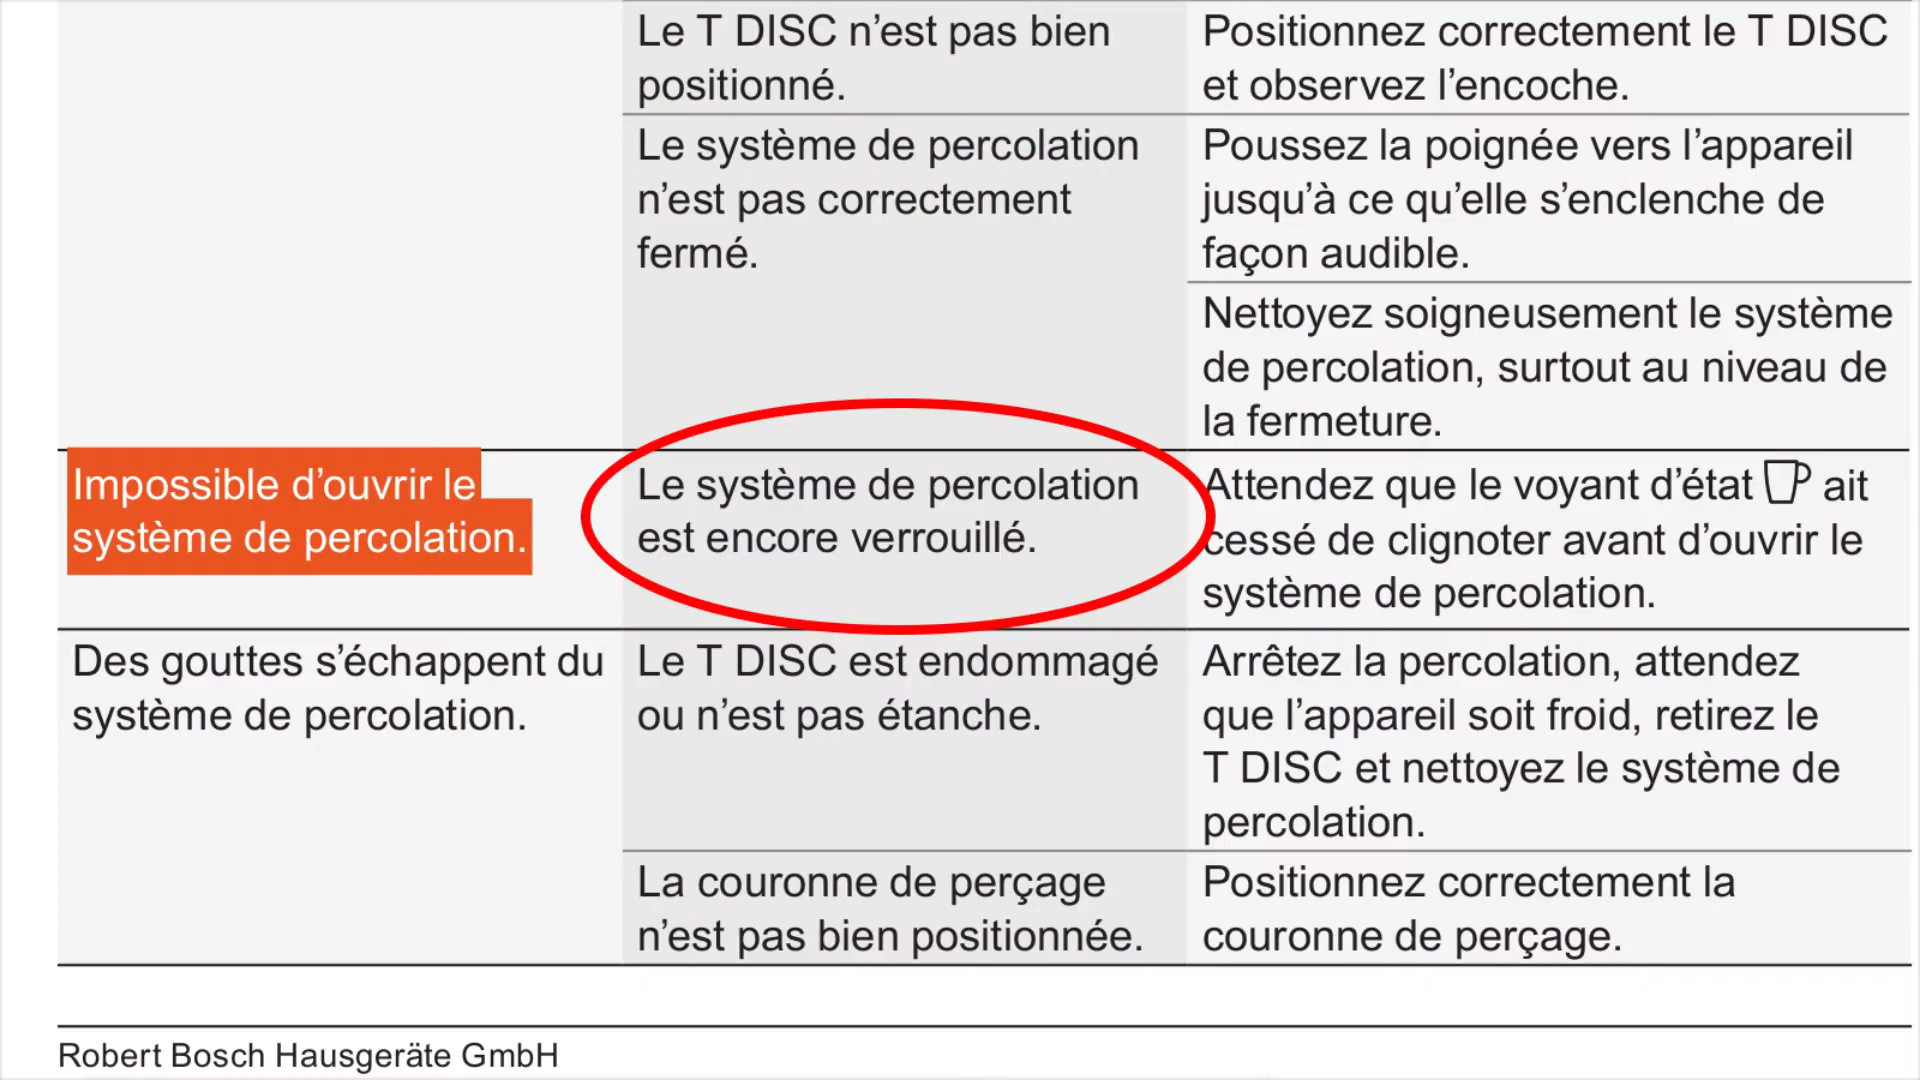 Le T DISC n’est pas bien
positionné.
Positionnez correctement le T DISC
et observez l’encoche.
Le système de percolation
n’est pas correctement
fermé.
Poussez la poignée vers l’appareil
jusqu’à ce qu’elle s’enclenche de
façon audible.
Nettoyez soigneusement le système
de percolation, surtout au niveau de
la fermeture.
Impossible d’ouvrir le
système de percolation.
Le système de percolation
est encore verrouillé.
Attendez que le voyant d’état ait
cessé de clignoter avant d’ouvrir le
système de percolation.
Des gouttes s’échappent du
système de percolation.
Le T DISC est endommagé
ou n’est pas étanche.
Arrêtez la percolation, attendez
que l’appareil soit froid, retirez le
T DISC et nettoyez le système de
percolation.
La couronne de perçage
n’est pas bien positionnée.
Positionnez correctement la
couronne de perçage.
Robert Bosch Hausgeräte GmbH